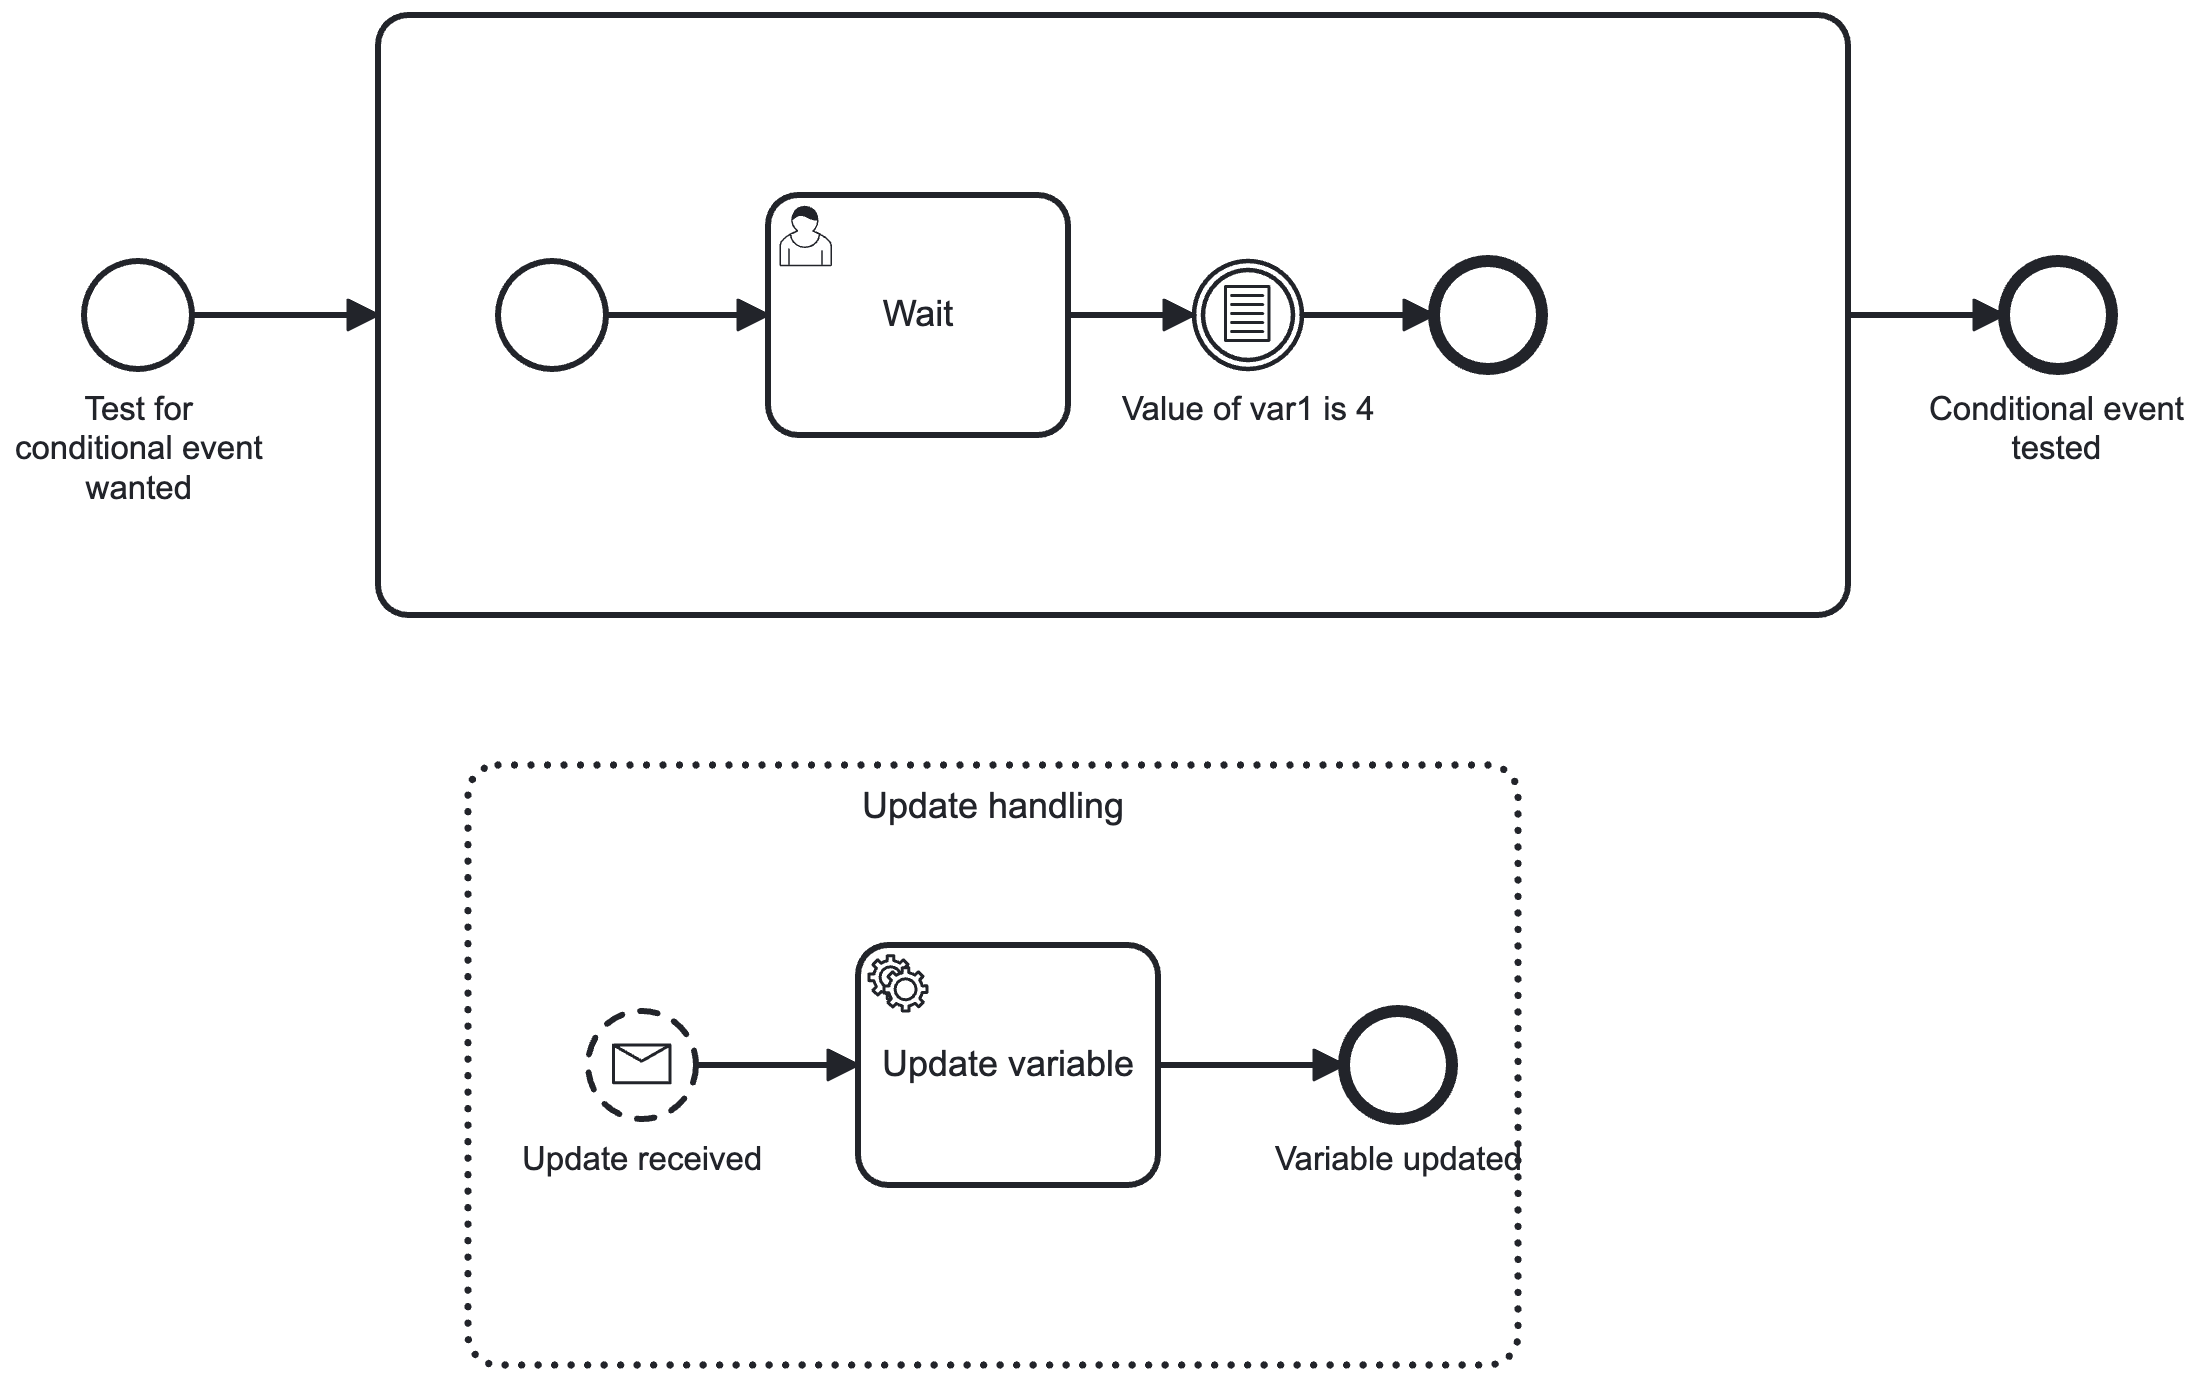 Wait
Test for
conditional event
wanted
Value of var1 is 4
Conditional event
tested
Update handling
Update variable
Update received
Variable updated